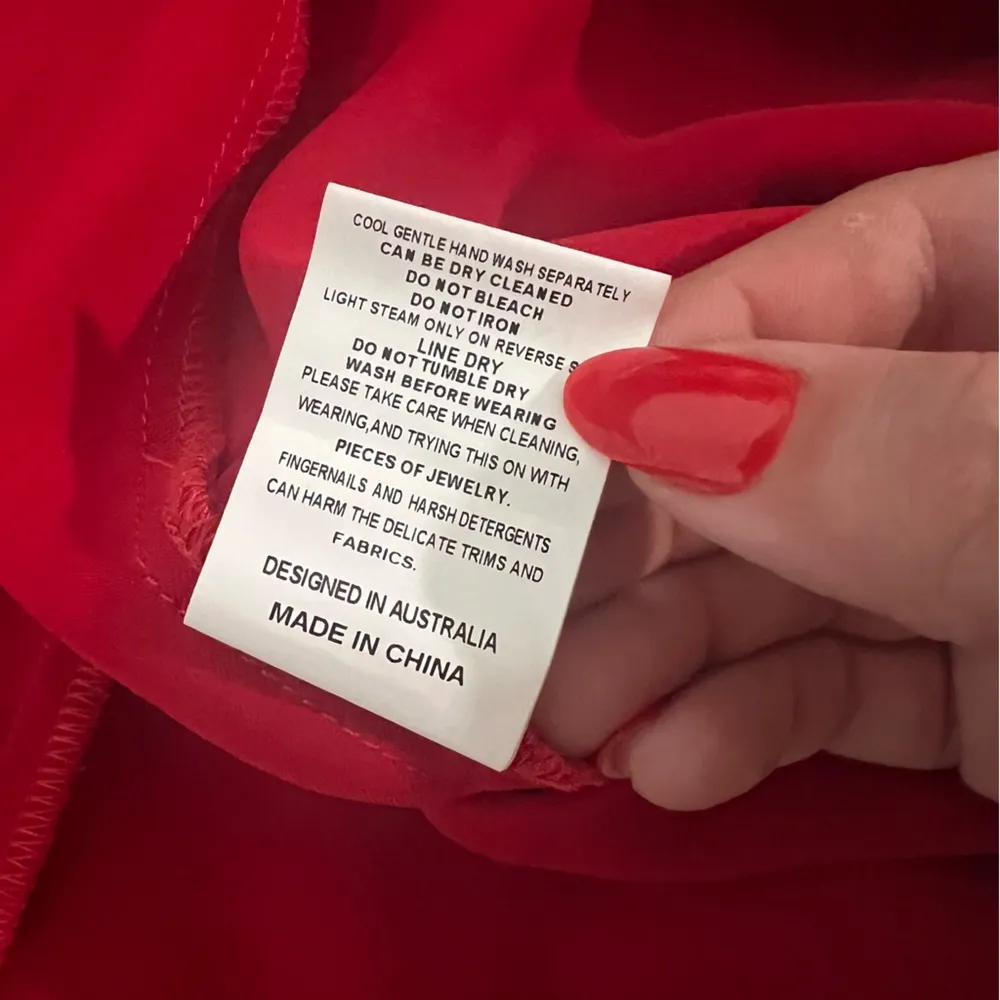 COOL GENTLE HAND WASH SEPARATELY
CAN BE DRY CLEANED
DO NOT BLEACH
DO NOT IRON
LIGHT STEAM ONLY ON REVERSE
LINE DRY
DO NOT TUMBLE DRY
WASH BEFORE WEARING
PLEASE TAKE CARE WHEN CLEANING,
WEARING,AND TRYING THIS ON WITH
PIECES OF JEWELRY.
FINGERNAILS AND HARSH DETERGENTS
CAN HARM THE DELICATE TRIMS AND
FABRICS.
DESIGNED IN AUSTRALIA
MADE IN CHINA